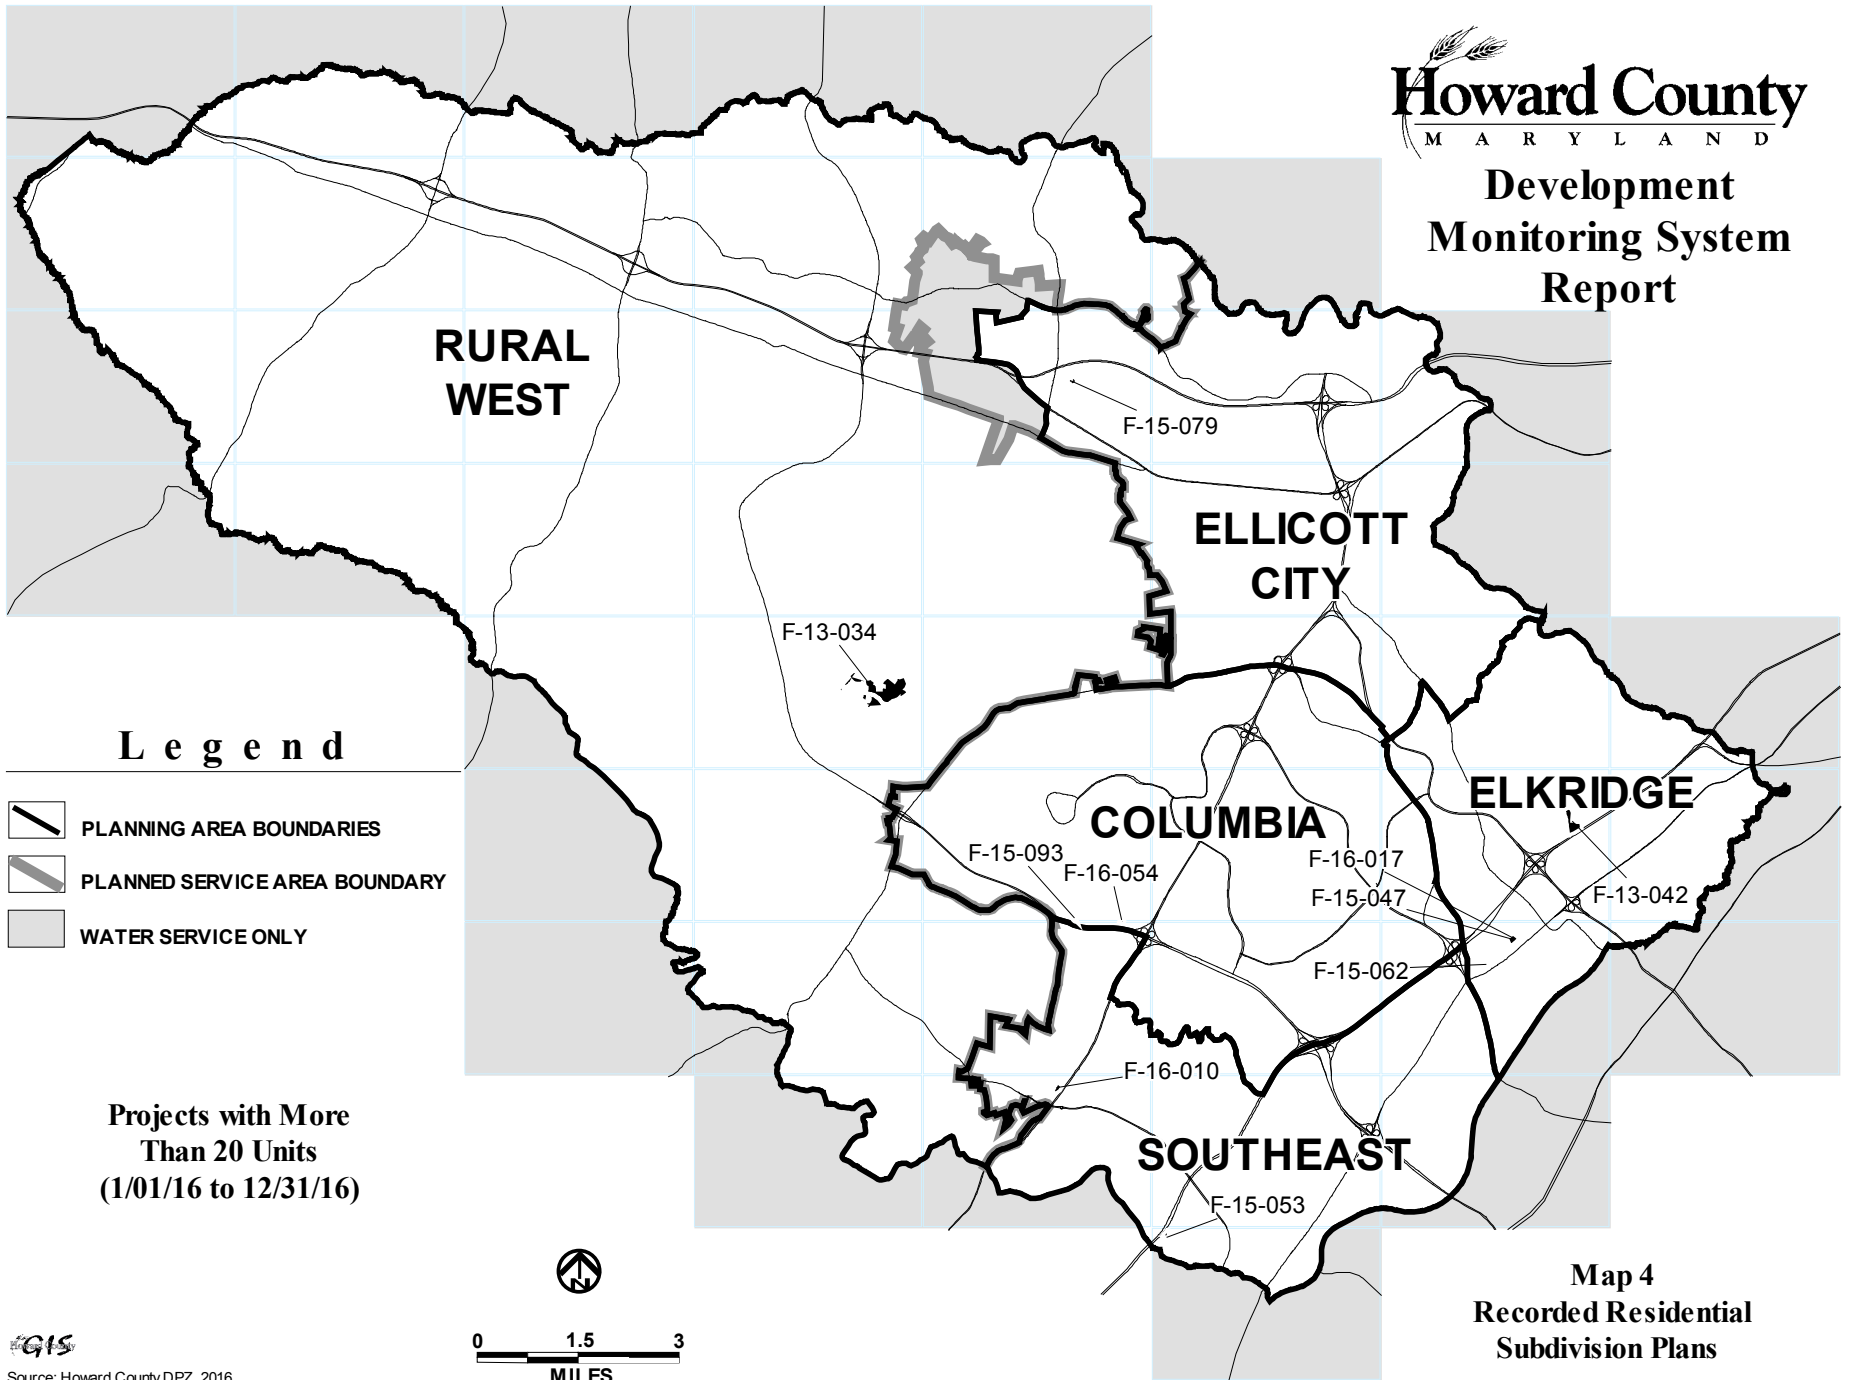 Howard County
MARYLAND
Development
Monitoring System
Report
RURAL
WEST
F-15-079
ELLICOTT
CITY
F-13-034
Legend
PLANNING AREA BOUNDARIES
PLANNED SERVICE AREA BOUNDARY
WATER SERVICE ONLY
ELKRIDGE
COLUMBIA
F-15-093
F-16-054
F-16-017
F-15-047
F-13-042
F-15-062
F-16-010
SOUTHEAST
F-15-053
Projects with More
Than 20 Units
(1/01/16 to 12/31/16)
N
0 1.5 3
MILES
Map 4
Recorded Residential
Subdivision Plans
Howard County
GIS
Source: Howard County DPZ, 2016